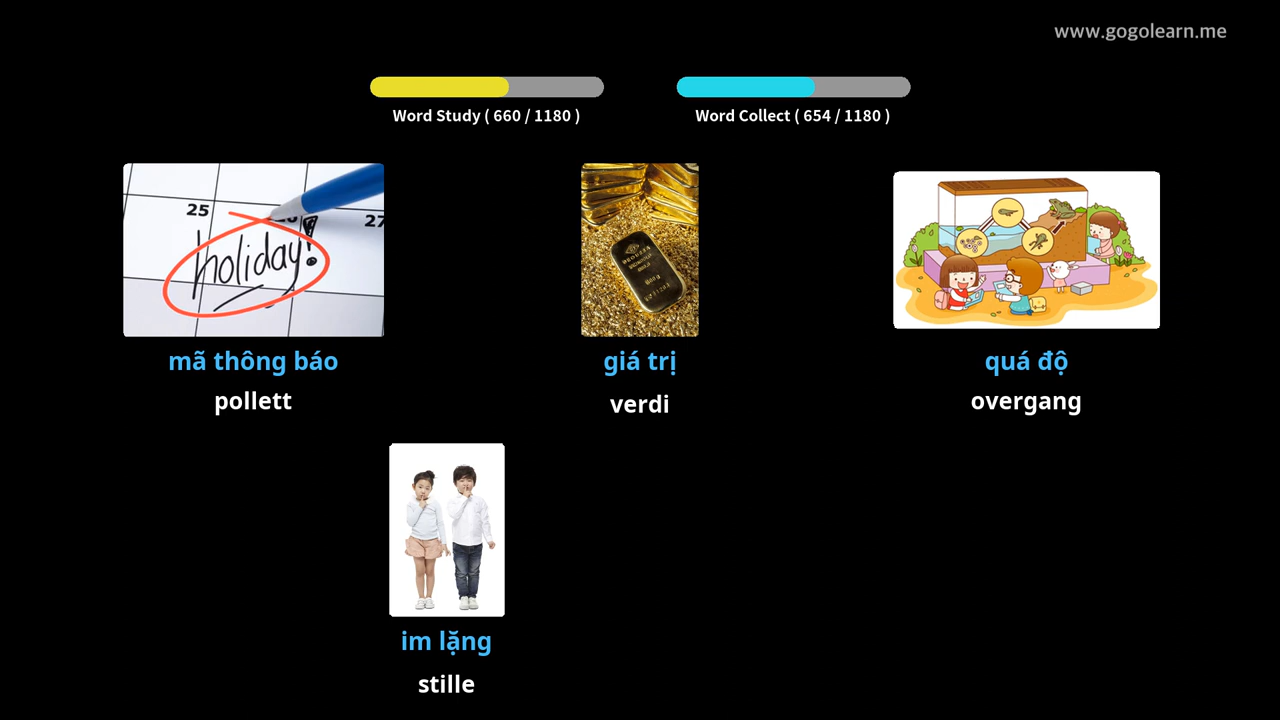 www.gogolearn.me
Word Study ( 660 / 1180 )
Word Collect ( 654 / 1180 )
25
27
holiday!
mã thông báo
giá trị
quá độ
pollett
verdi
overgang
im lặng
stille